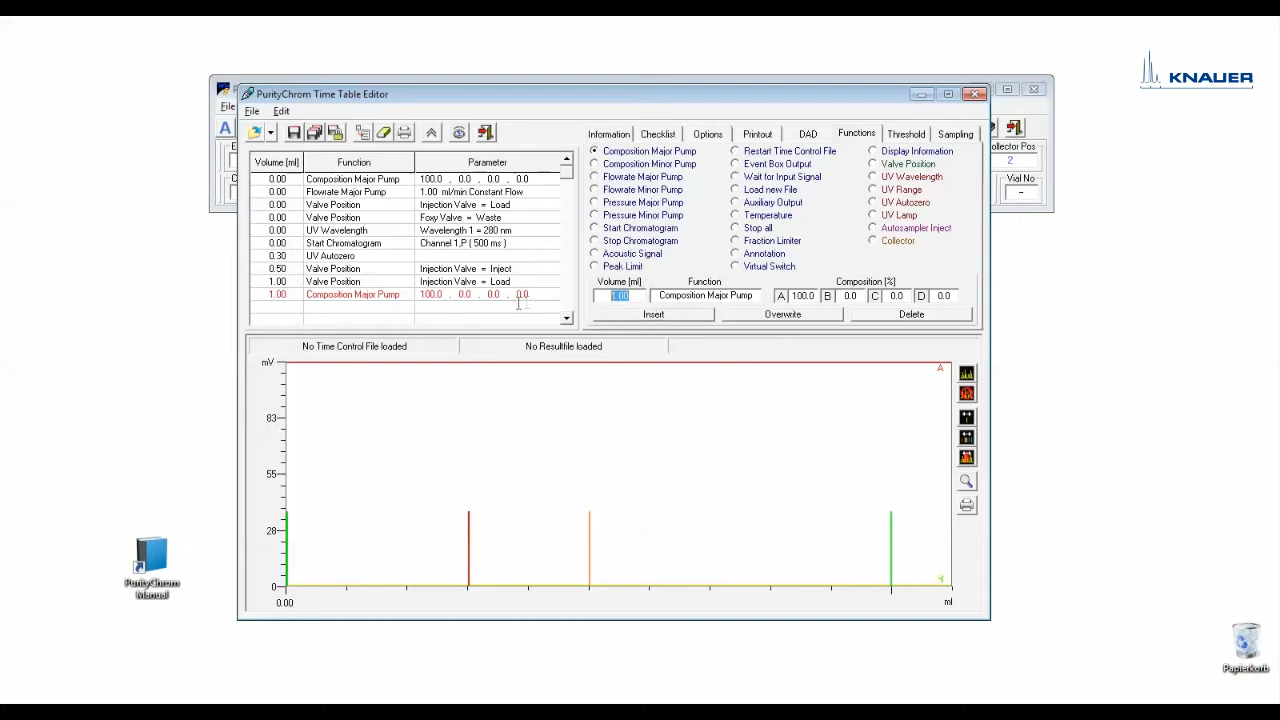 KNAUER
PurityChrom Time Table Editor
File
File Edit
A
Information Checklist Options Printout DAD Functions Threshold Sampling
Volume [ml] Function Parameter
0.00 Composition Major Pump 100.0 , 0.0 , 0.0 , 0.0
0.00 Flowrate Major Pump 1.00 ml/min Constant Flow
0.00 Valve Position Injection Valve = Load
0.00 Valve Position Foxy Valve = Waste
0.00 UV Wavelength Wavelength 1 = 280 nm
0.00 Start Chromatogram Channel 1,P ( 500 ms )
0.30 UV Autozero
0.50 Valve Position Injection Valve = Inject
1.00 Valve Position Injection Valve = Load
1.00 Composition Major Pump 100.0 , 0.0 , 0.0 , 0.0
Composition Major Pump Restart Time Control File Display Information
Composition Minor Pump Event Box Output Valve Position
Flowrate Major Pump Wait for Input Signal UV Wavelength
Flowrate Minor Pump Load new File UV Range
Pressure Major Pump Auxiliary Output UV Autozero
Pressure Minor Pump Temperature UV Lamp
Start Chromatogram Stop all Autosampler Inject
Stop Chromatogram Fraction Limiter Collector
Acoustic Signal Annotation
Peak Limit Virtual Switch
Volume [ml] Function Composition [%]
1.00 Composition Major Pump A 100.0 B 0.0 C 0.0 D 0.0
Insert Overwrite Delete
ollector Pos
2
Vial No
-
No Time Control File loaded No Resultfile loaded
mV
A
83
55
28
0
0.00 ml
PurityChrom
Manual
Papierkorb